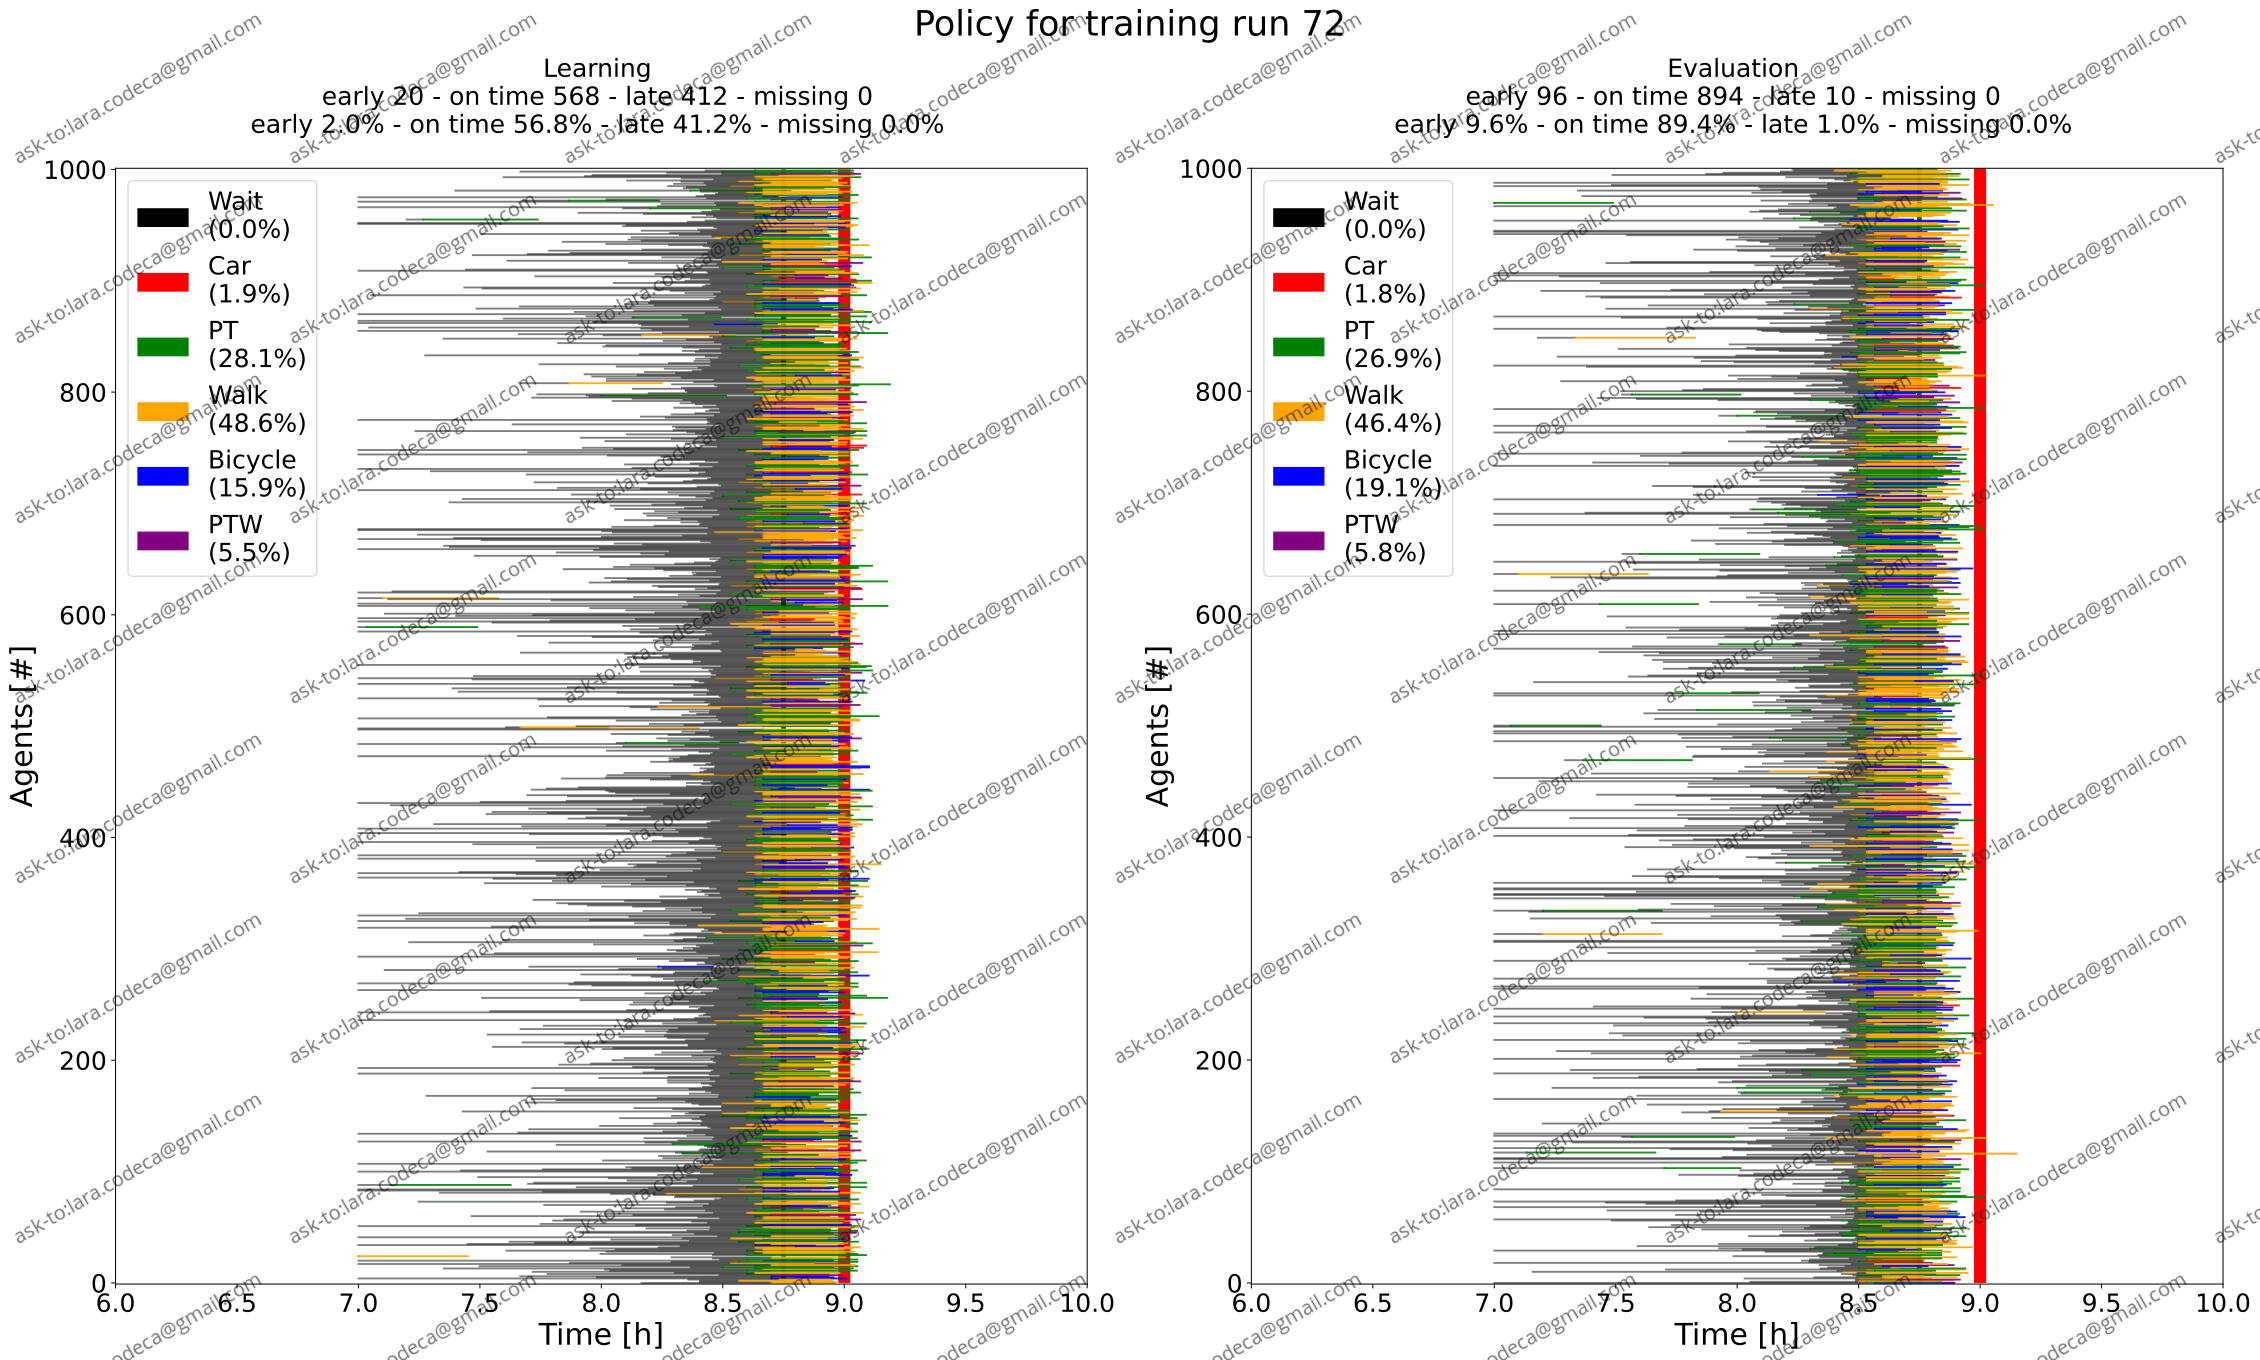 Policy for training run 72
Learning
early 20 - on time 568 - late 412 - missing 0
early 2.0% - on time 56.8% - late 41.2% - missing 0.0%
Agents [#]
1000
800
600
400
200
0
Wait
(0.0%)
Car
(1.9%)
PT
(28.1%)
Walk
(48.6%)
Bicycle
(15.9%)
PTW
(5.5%)
6.0 6.5 7.0 7.5 8.0 8.5 9.0 9.5 10.0
Time [h]
Evaluation
early 96 - on time 894 - late 10 - missing 0
early 9.6% - on time 89.4% - late 1.0% - missing 0.0%
Agents [#]
1000
800
600
400
200
0
Wait
(0.0%)
Car
(1.8%)
PT
(26.9%)
Walk
(46.4%)
Bicycle
(19.1%)
PTW
(5.8%)
6.0 6.5 7.0 7.5 8.0 8.5 9.0 9.5 10.0
Time [h]
ask-to:lara.codeca@gmail.com